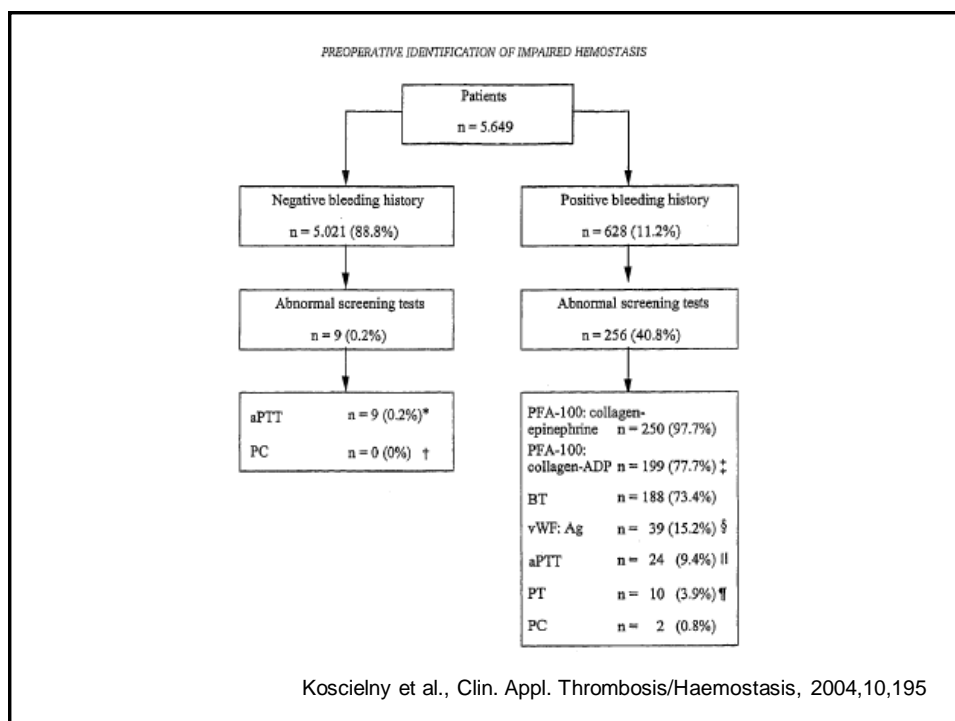 PREOPERATIVE IDENTIFICATION OF IMPAIRED HEMOSTASIS
Patients
n = 5.649
Negative bleeding history
n = 5.021 (88.8%)
Positive bleeding history
n = 628 (11.2%)
Abnormal screening tests
n = 9 (0.2%)
Abnormal screening tests
n = 256 (40.8%)
aPTT n = 9 (0.2%)*
PC n = 0 (0%) †
PFA-100: collagen-
epinephrine n = 250 (97.7%)
PFA-100:
collagen-ADP n = 199 (77.7%) ‡
BT n = 188 (73.4%)
vWF: Ag n = 39 (15.2%) §
aPTT n = 24 (9.4%) ||
PT n = 10 (3.9%) ¶
PC n = 2 (0.8%)
Koscielny et al., Clin. Appl. Thrombosis/Haemostasis, 2004,10,195